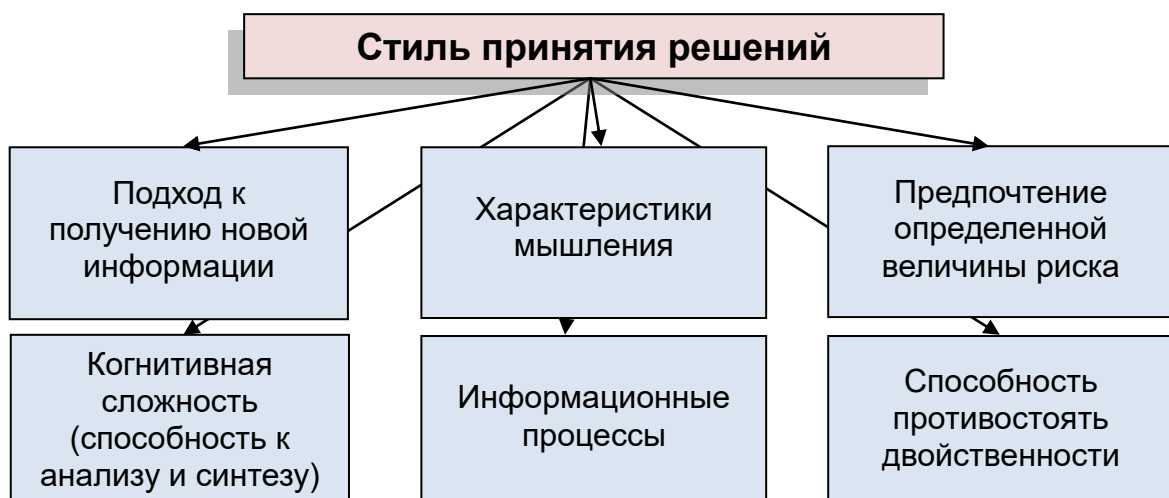 Стиль принятия решений
Подход к
получению новой
информации
Характеристики
мышления
Предпочтение
определенной
величины риска
Когнитивная
сложность
(способность к
анализу и синтезу)
Информационные
процессы
Способность
противостоять
двойственности